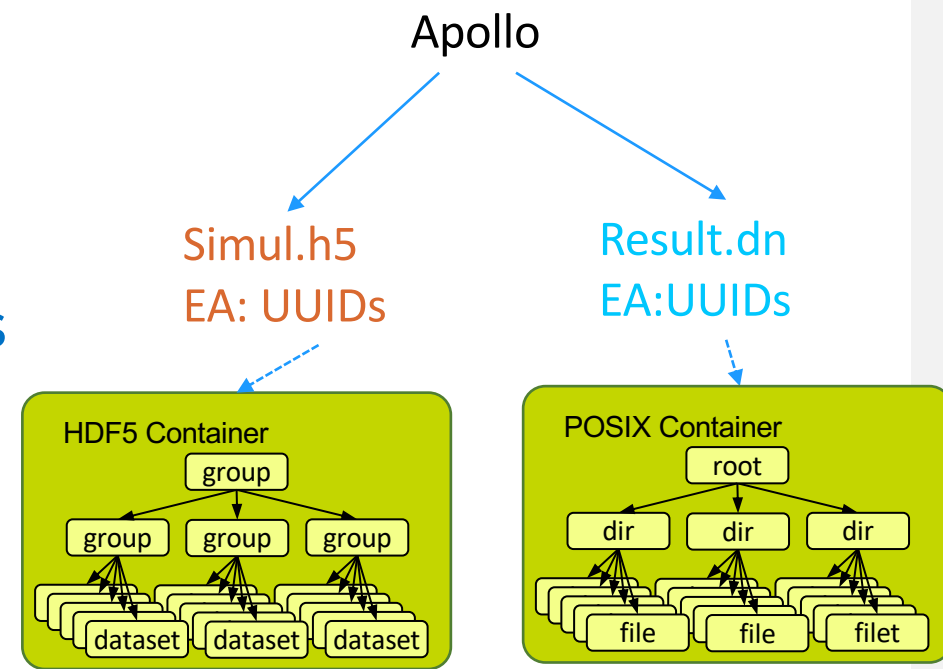 Apollo
Simul.h5
EA: UUIDs
Result.dn
EA:UUIDs
s
HDF5 Container
group
group group group
dataset dataset dataset
POSIX Container
root
dir dir dir
file file filet